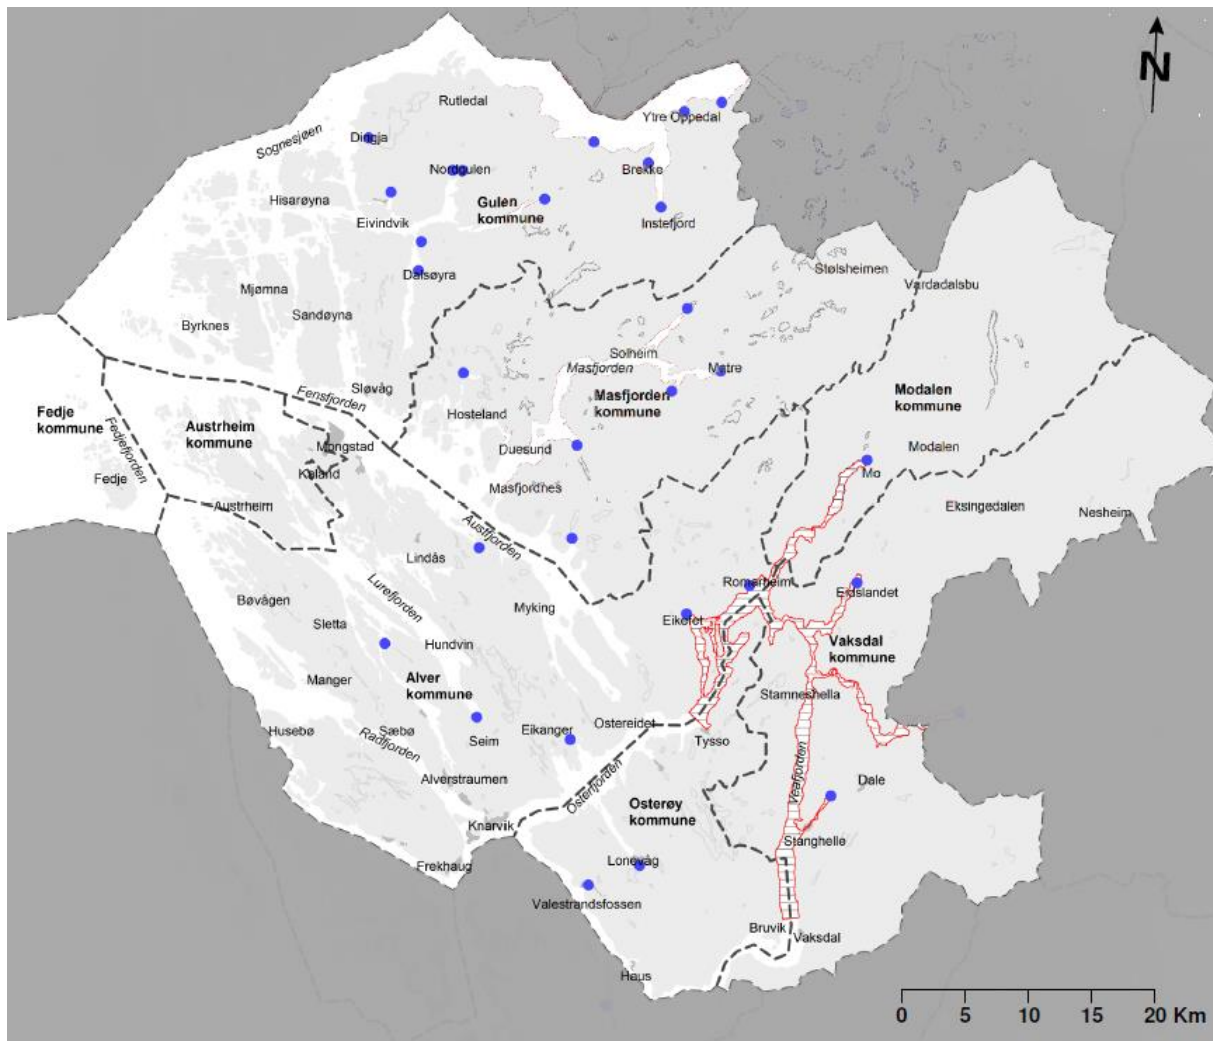 N
Rutledal
Ytre Oppedal
Sognesjøen
Dingja
Nordgulen
Brekke
Hisarøyna
Gulen
kommune
Eivindvik
Instefjord
Dalsøyra
Stølsheimen
Vardadalsbu
Mjømna
Sandøyna
Byrknes
Solheim
Masfjorden
Matre
Sløvåg
Fensfjorden
Masfjorden
kommune
Modalen
kommune
Fedje
kommune
Austrheim
kommune
Hosteland
Fedjefjorden
Mongstad
Duesund
Modalen
Kaland
Mo
Fedje
Masfjordnes
Austrheim
Eksingedalen
Nesheim
Austfjorden
Lindås
Lurefjorden
Romarheim
Eidslandet
Bøvågen
Myking
Sletta
Eikefet
Hundvin
Vaksdal
kommune
Manger
Alver
kommune
Stamneshella
Husebø
Sæbø
Ostereidet
Eikanger
Seim
Tysso
Radfjorden
Veafjorden
Alverstraumen
Osterfjorden
Dale
Osterøy
kommune
Knarvik
Stanghelle
Frekhaug
Lonevåg
Valestrandsfossen
Bruvik
Vaksdal
Haus
0 5 10 15 20 Km